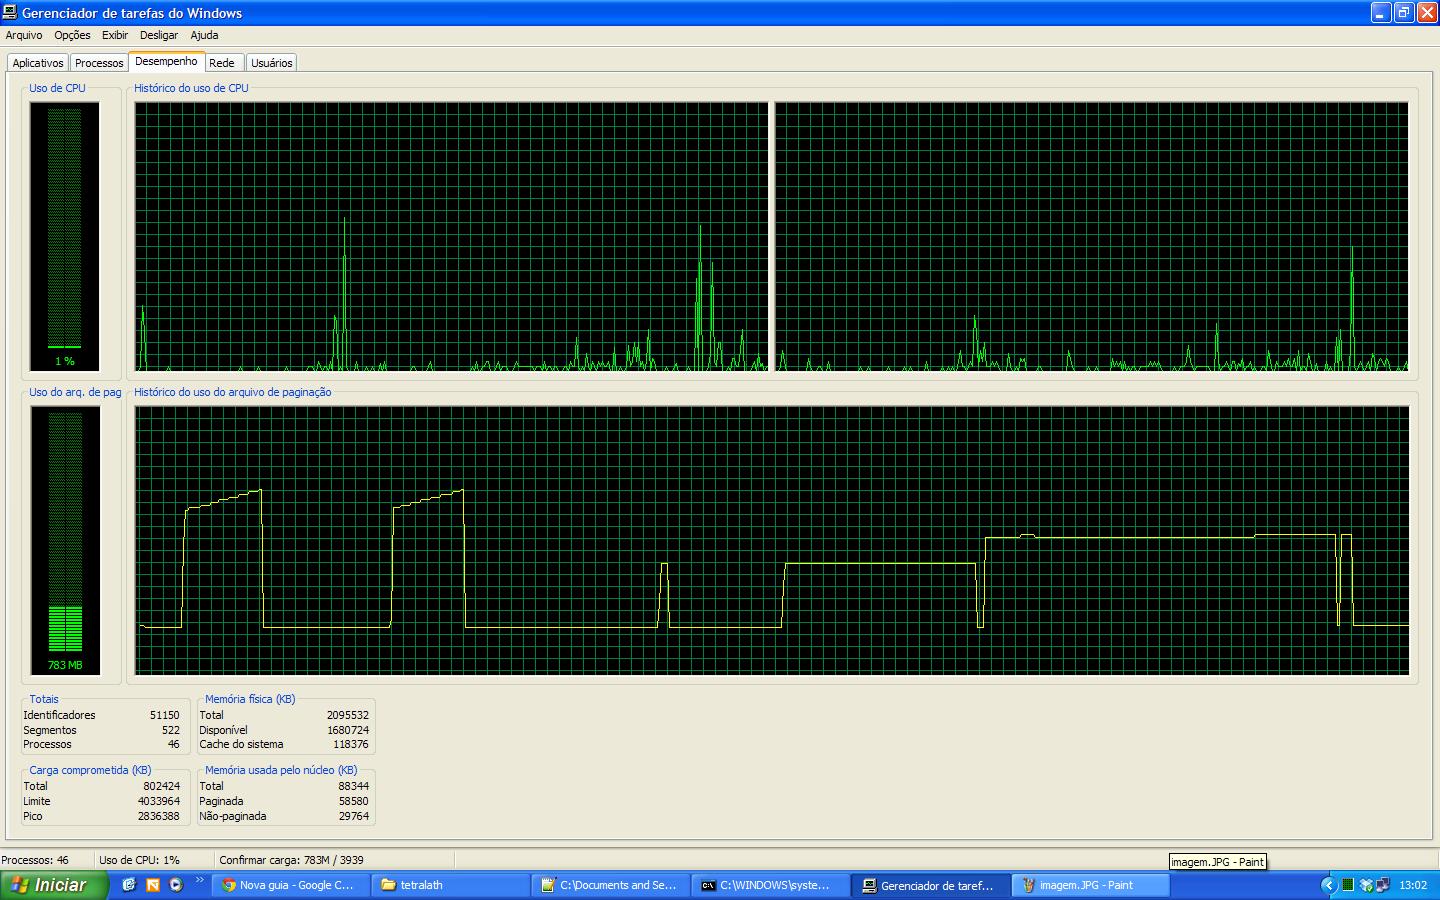 Gerenciador de tarefas do Windows
Arquivo Opções Exibir Desligar Ajuda
Aplicativos Processos Desempenho Rede Usuários
Uso de CPU Histórico do uso de CPU
1 %
Uso do arq. de pag Histórico do uso do arquivo de paginação
783 MB
Totais Memória física (KB)
Identificadores 51150 Total 2095532
Segmentos 522 Disponível 1680724
Processos 46 Cache do sistema 118376
Carga comprometida (KB) Memória usada pelo núcleo (KB)
Total 802424 Total 88344
Limite 4033964 Paginada 58580
Pico 2836388 Não-paginada 29764
Processos: 46 Uso de CPU: 1% Confirmar carga: 783M / 3939
imagem.JPG - Paint
Iniciar » Nova guia - Google C... tetralath C:\Documents and Se... C:\WINDOWS\syste... Gerenciador de taref... imagem.JPG - Paint 13:02